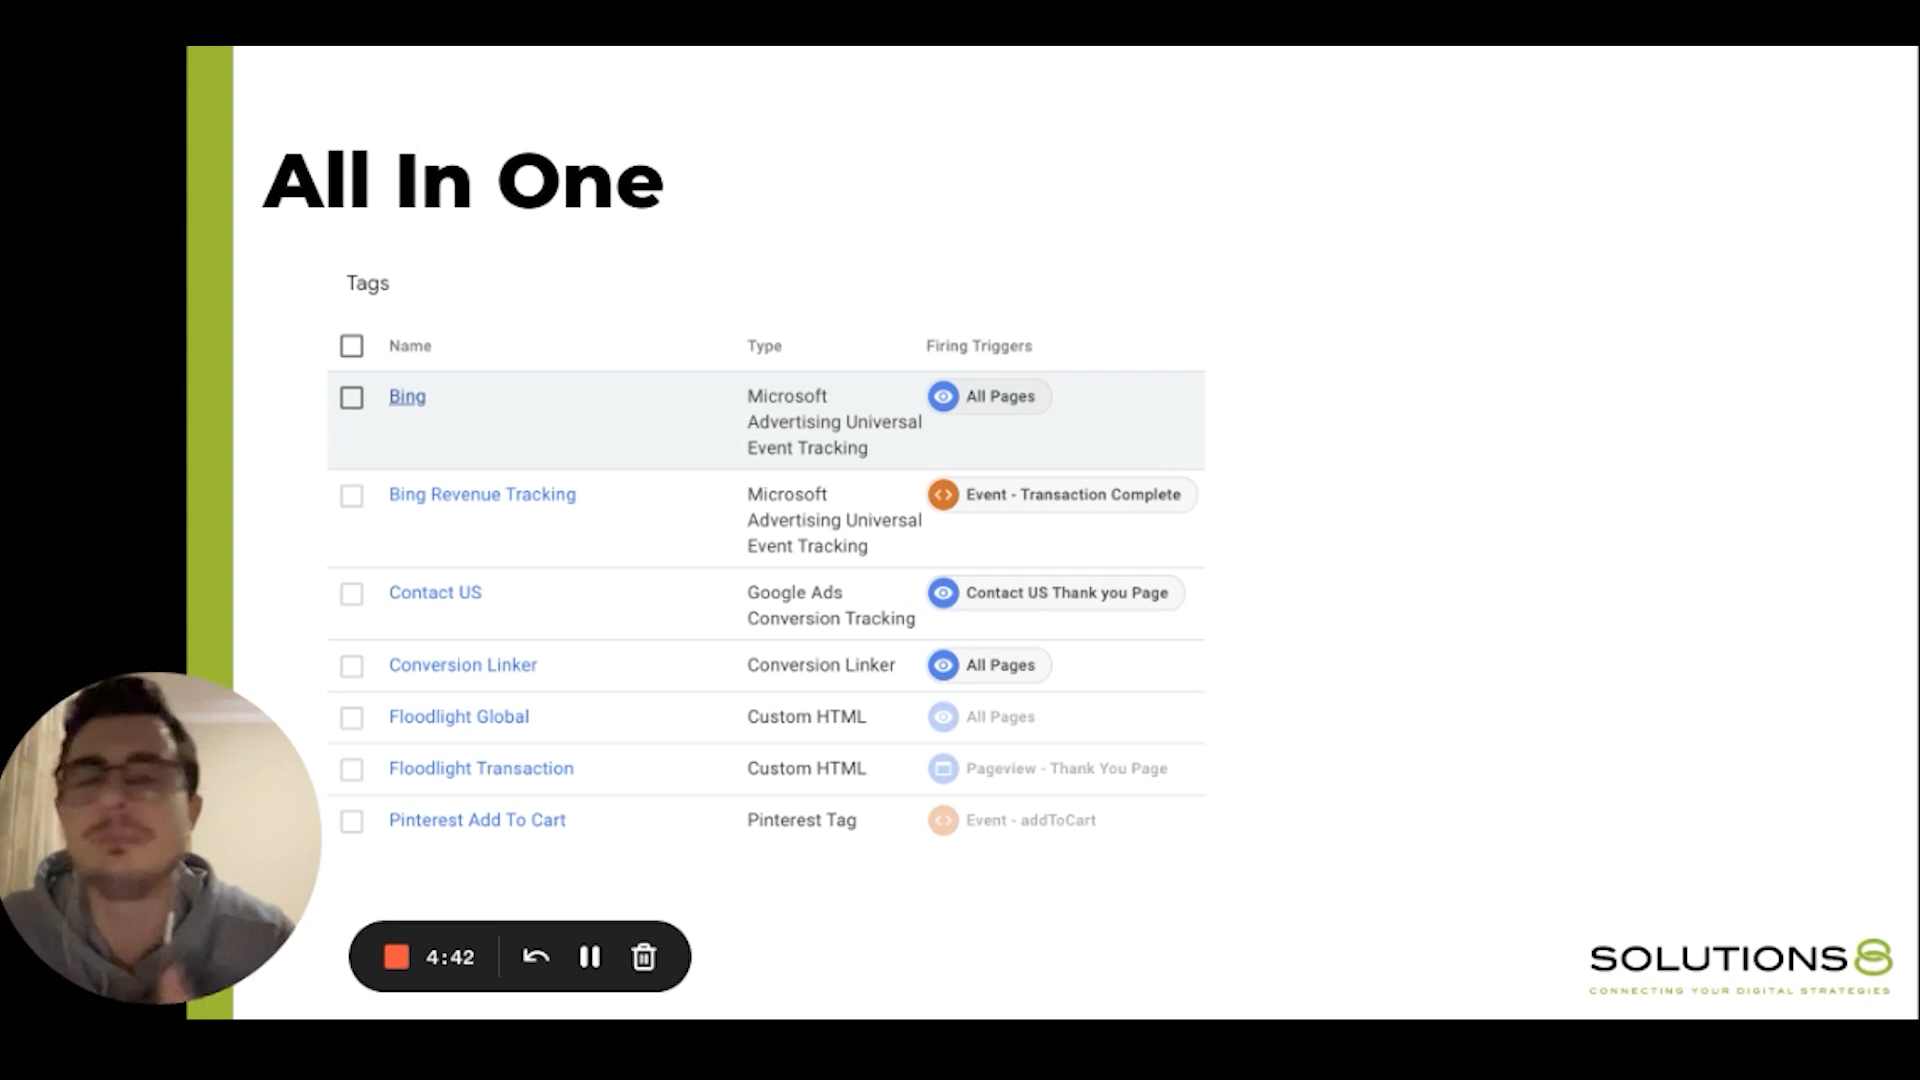 All In One
Tags
Name Type Firing Triggers
Bing Microsoft Advertising Universal Event Tracking All Pages
Bing Revenue Tracking Microsoft Advertising Universal Event Tracking Event - Transaction Complete
Contact US Google Ads Conversion Tracking Contact US Thank you Page
Conversion Linker Conversion Linker All Pages
Floodlight Global Custom HTML All Pages
Floodlight Transaction Custom HTML Pageview - Thank You Page
Pinterest Add To Cart Pinterest Tag Event - addToCart
4:42
SOLUTIONS8
CONNECTING YOUR DIGITAL STRATEGIES